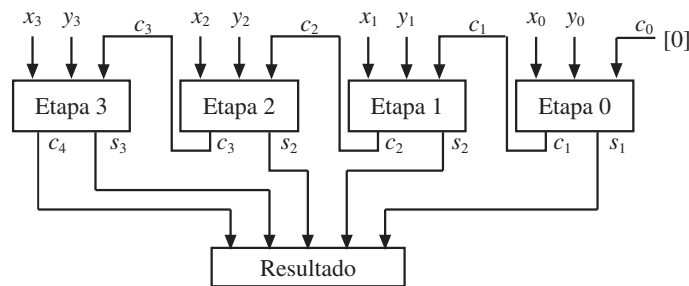 x3 y3 c3 x2 y2 c2 x1 y1 c1 x0 y0 c0 [0]
Etapa 3 Etapa 2 Etapa 1 Etapa 0
c4 s3 c3 s2 c2 s2 c1 s1
Resultado